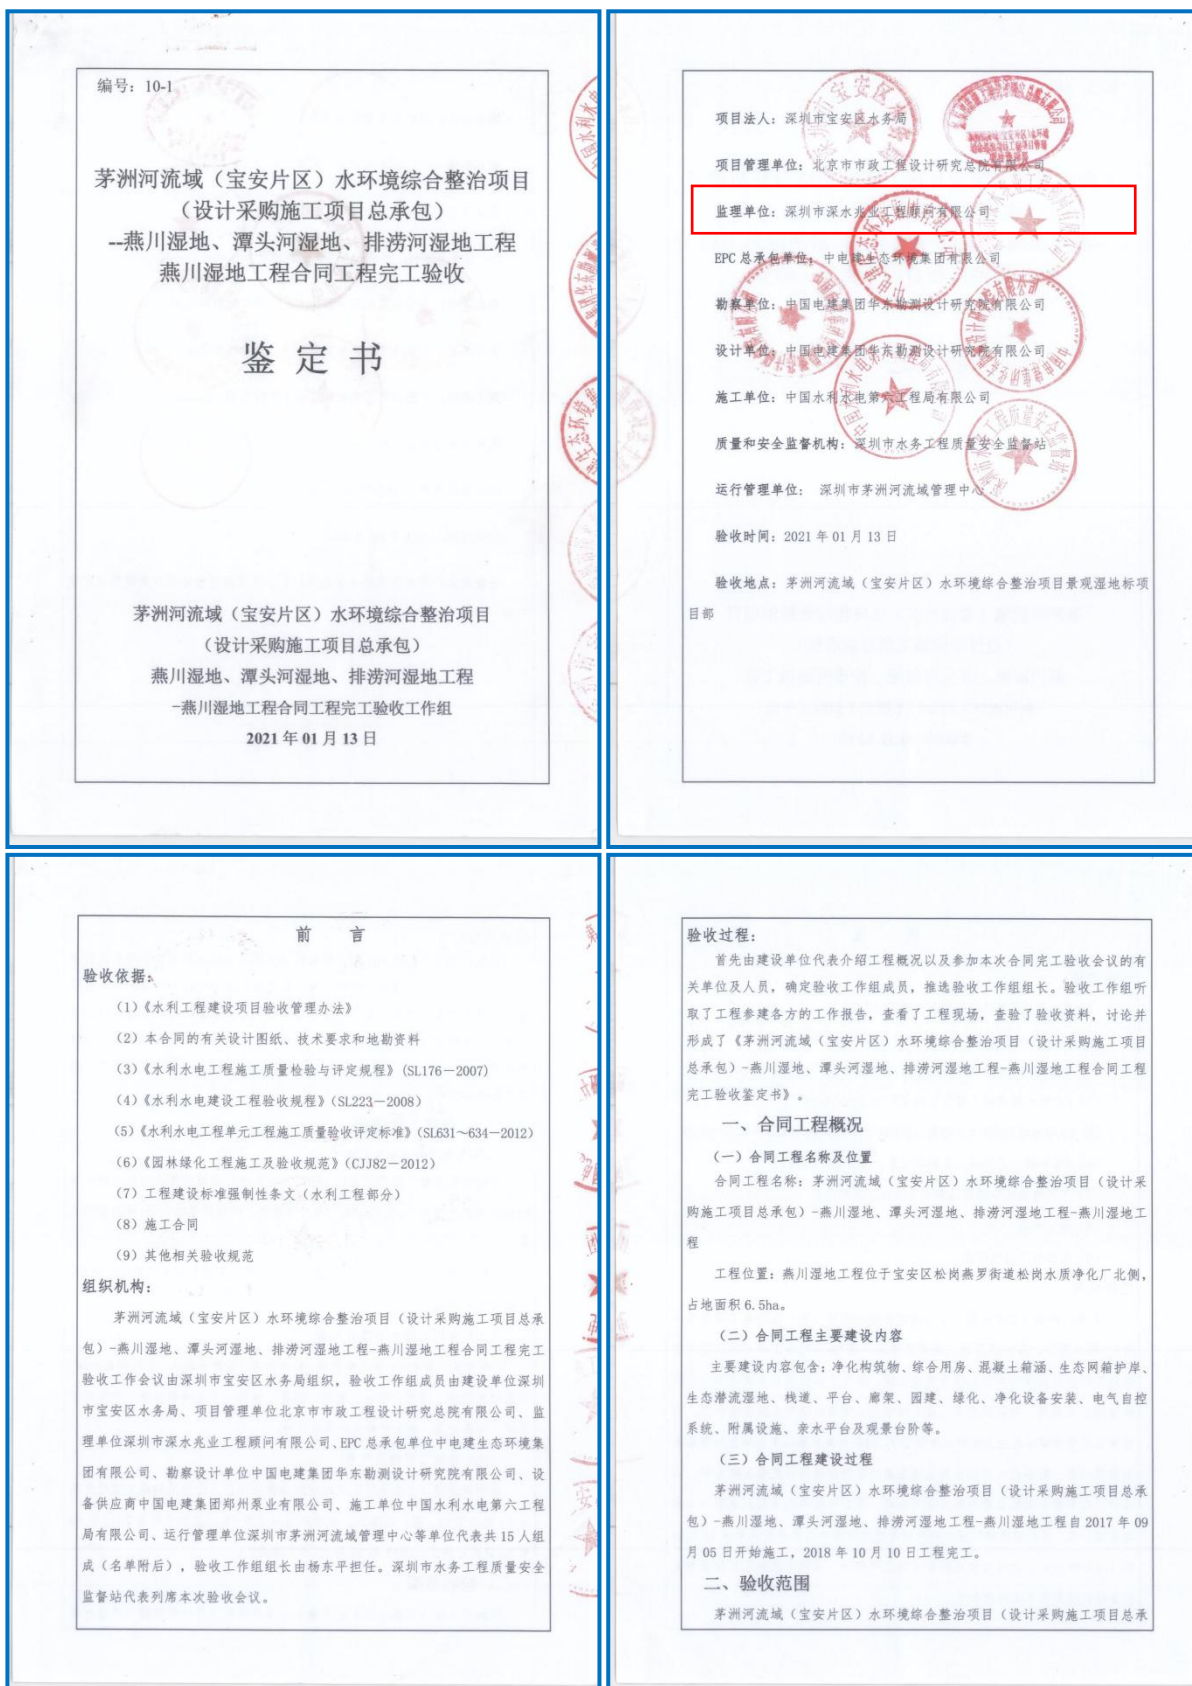 编号：10-1
茅洲河流域（宝安片区）水环境综合整治项目
（设计采购施工项目总承包）
--燕川湿地、潭头河湿地、排涝河湿地工程
燕川湿地工程合同工程完工验收
鉴定书
茅洲河流域（宝安片区）水环境综合整治项目
（设计采购施工项目总承包）
燕川湿地、潭头河湿地、排涝河湿地工程
-燕川湿地工程合同工程完工验收工作组
2021年01月13日
项目法人：深圳市宝安区水务局
项目管理单位：北京市市政工程设计研究总院有限公司
监理单位：深圳市深水兆业工程顾问有限公司
EPC总承包单位：中电建生态环境集团有限公司
勘察单位：中国电建集团华东勘测设计研究院有限公司
设计单位：中国电建集团华东勘测设计研究院有限公司
施工单位：中国水利水电第六工程局有限公司
质量和安全监督机构：深圳市水务工程质量安全监督站
运行管理单位： 深圳市茅洲河流域管理中心
验收时间：2021年01月13日
验收地点：茅洲河流域（宝安片区）水环境综合整治项目景观湿地标项
目部
前 言
验收依据：
（1）《水利工程建设项目验收管理办法》
（2）本合同的有关设计图纸、技术要求和地勘资料
（3）《水利水电工程施工质量检验与评定规程》(SL176－2007)
（4）《水利水电建设工程验收规程》(SL223－2008)
（5）《水利水电工程单元工程施工质量验收评定标准》(SL631～634－2012)
（6）《园林绿化工程施工及验收规范》(CJJ82－2012)
（7）工程建设标准强制性条文（水利工程部分）
（8）施工合同
（9）其他相关验收规范
组织机构：
茅洲河流域（宝安片区）水环境综合整治项目（设计采购施工项目总承
包）-燕川湿地、潭头河湿地、排涝河湿地工程-燕川湿地工程合同工程完工
验收工作会议由深圳市宝安区水务局组织，验收工作组成员由建设单位深圳
市宝安区水务局、项目管理单位北京市市政工程设计研究总院有限公司、监
理单位深圳市深水兆业工程顾问有限公司、EPC总承包单位中电建生态环境集
团有限公司、勘察设计单位中国电建集团华东勘测设计研究院有限公司、设
备供应商中国电建集团郑州泵业有限公司、施工单位中国水利水电第六工程
局有限公司、运行管理单位深圳市茅洲河流域管理中心等单位代表共15人组
成（名单附后），验收工作组组长由杨东平担任。深圳市水务工程质量安全
监督站代表列席本次验收会议。
验收过程：
首先由建设单位代表介绍工程概况以及参加本次合同完工验收会议的有
关单位及人员，确定验收工作组成员，推选验收工作组组长。验收工作组听
取了工程参建各方的工作报告，查看了工程现场，查验了验收资料，讨论并
形成了《茅洲河流域（宝安片区）水环境综合整治项目（设计采购施工项目
总承包）-燕川湿地、潭头河湿地、排涝河湿地工程-燕川湿地工程合同工程
完工验收鉴定书》。
一、合同工程概况
（一）合同工程名称及位置
合同工程名称：茅洲河流域（宝安片区）水环境综合整治项目（设计采
购施工项目总承包）-燕川湿地、潭头河湿地、排涝河湿地工程-燕川湿地工
程
工程位置：燕川湿地工程位于宝安区松岗燕罗街道松岗水质净化厂北侧，
占地面积6.5ha。
（二）合同工程主要建设内容
主要建设内容包含：净化构筑物、综合用房、混凝土箱涵、生态网箱护岸、
生态潜流湿地、栈道、平台、廊架、园建、绿化、净化设备安装、电气自控
系统、附属设施、亲水平台及观景台阶等。
（三）合同工程建设过程
茅洲河流域（宝安片区）水环境综合整治项目（设计采购施工项目总承
包）-燕川湿地、潭头河湿地、排涝河湿地工程-燕川湿地工程自2017年09
月05日开始施工，2018年10月10日工程完工。
二、验收范围
茅洲河流域（宝安片区）水环境综合整治项目（设计采购施工项目总承